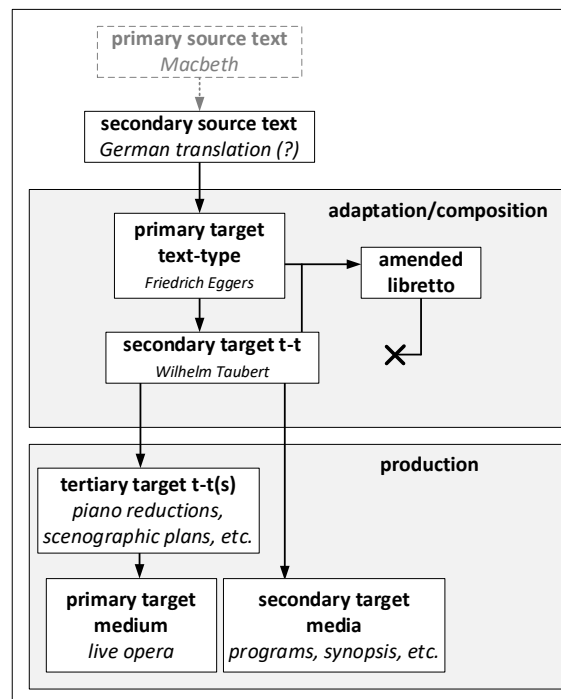 primary source text
Macbeth
secondary source text
German translation (?)
adaptation/composition
primary target
text-type
Friedrich Eggers
amended
libretto
secondary target t-t
Wilhelm Taubert
production
tertiary target t-t(s)
piano reductions,
scenographic plans, etc.
primary target
medium
live opera
secondary target
media
programs, synopsis, etc.